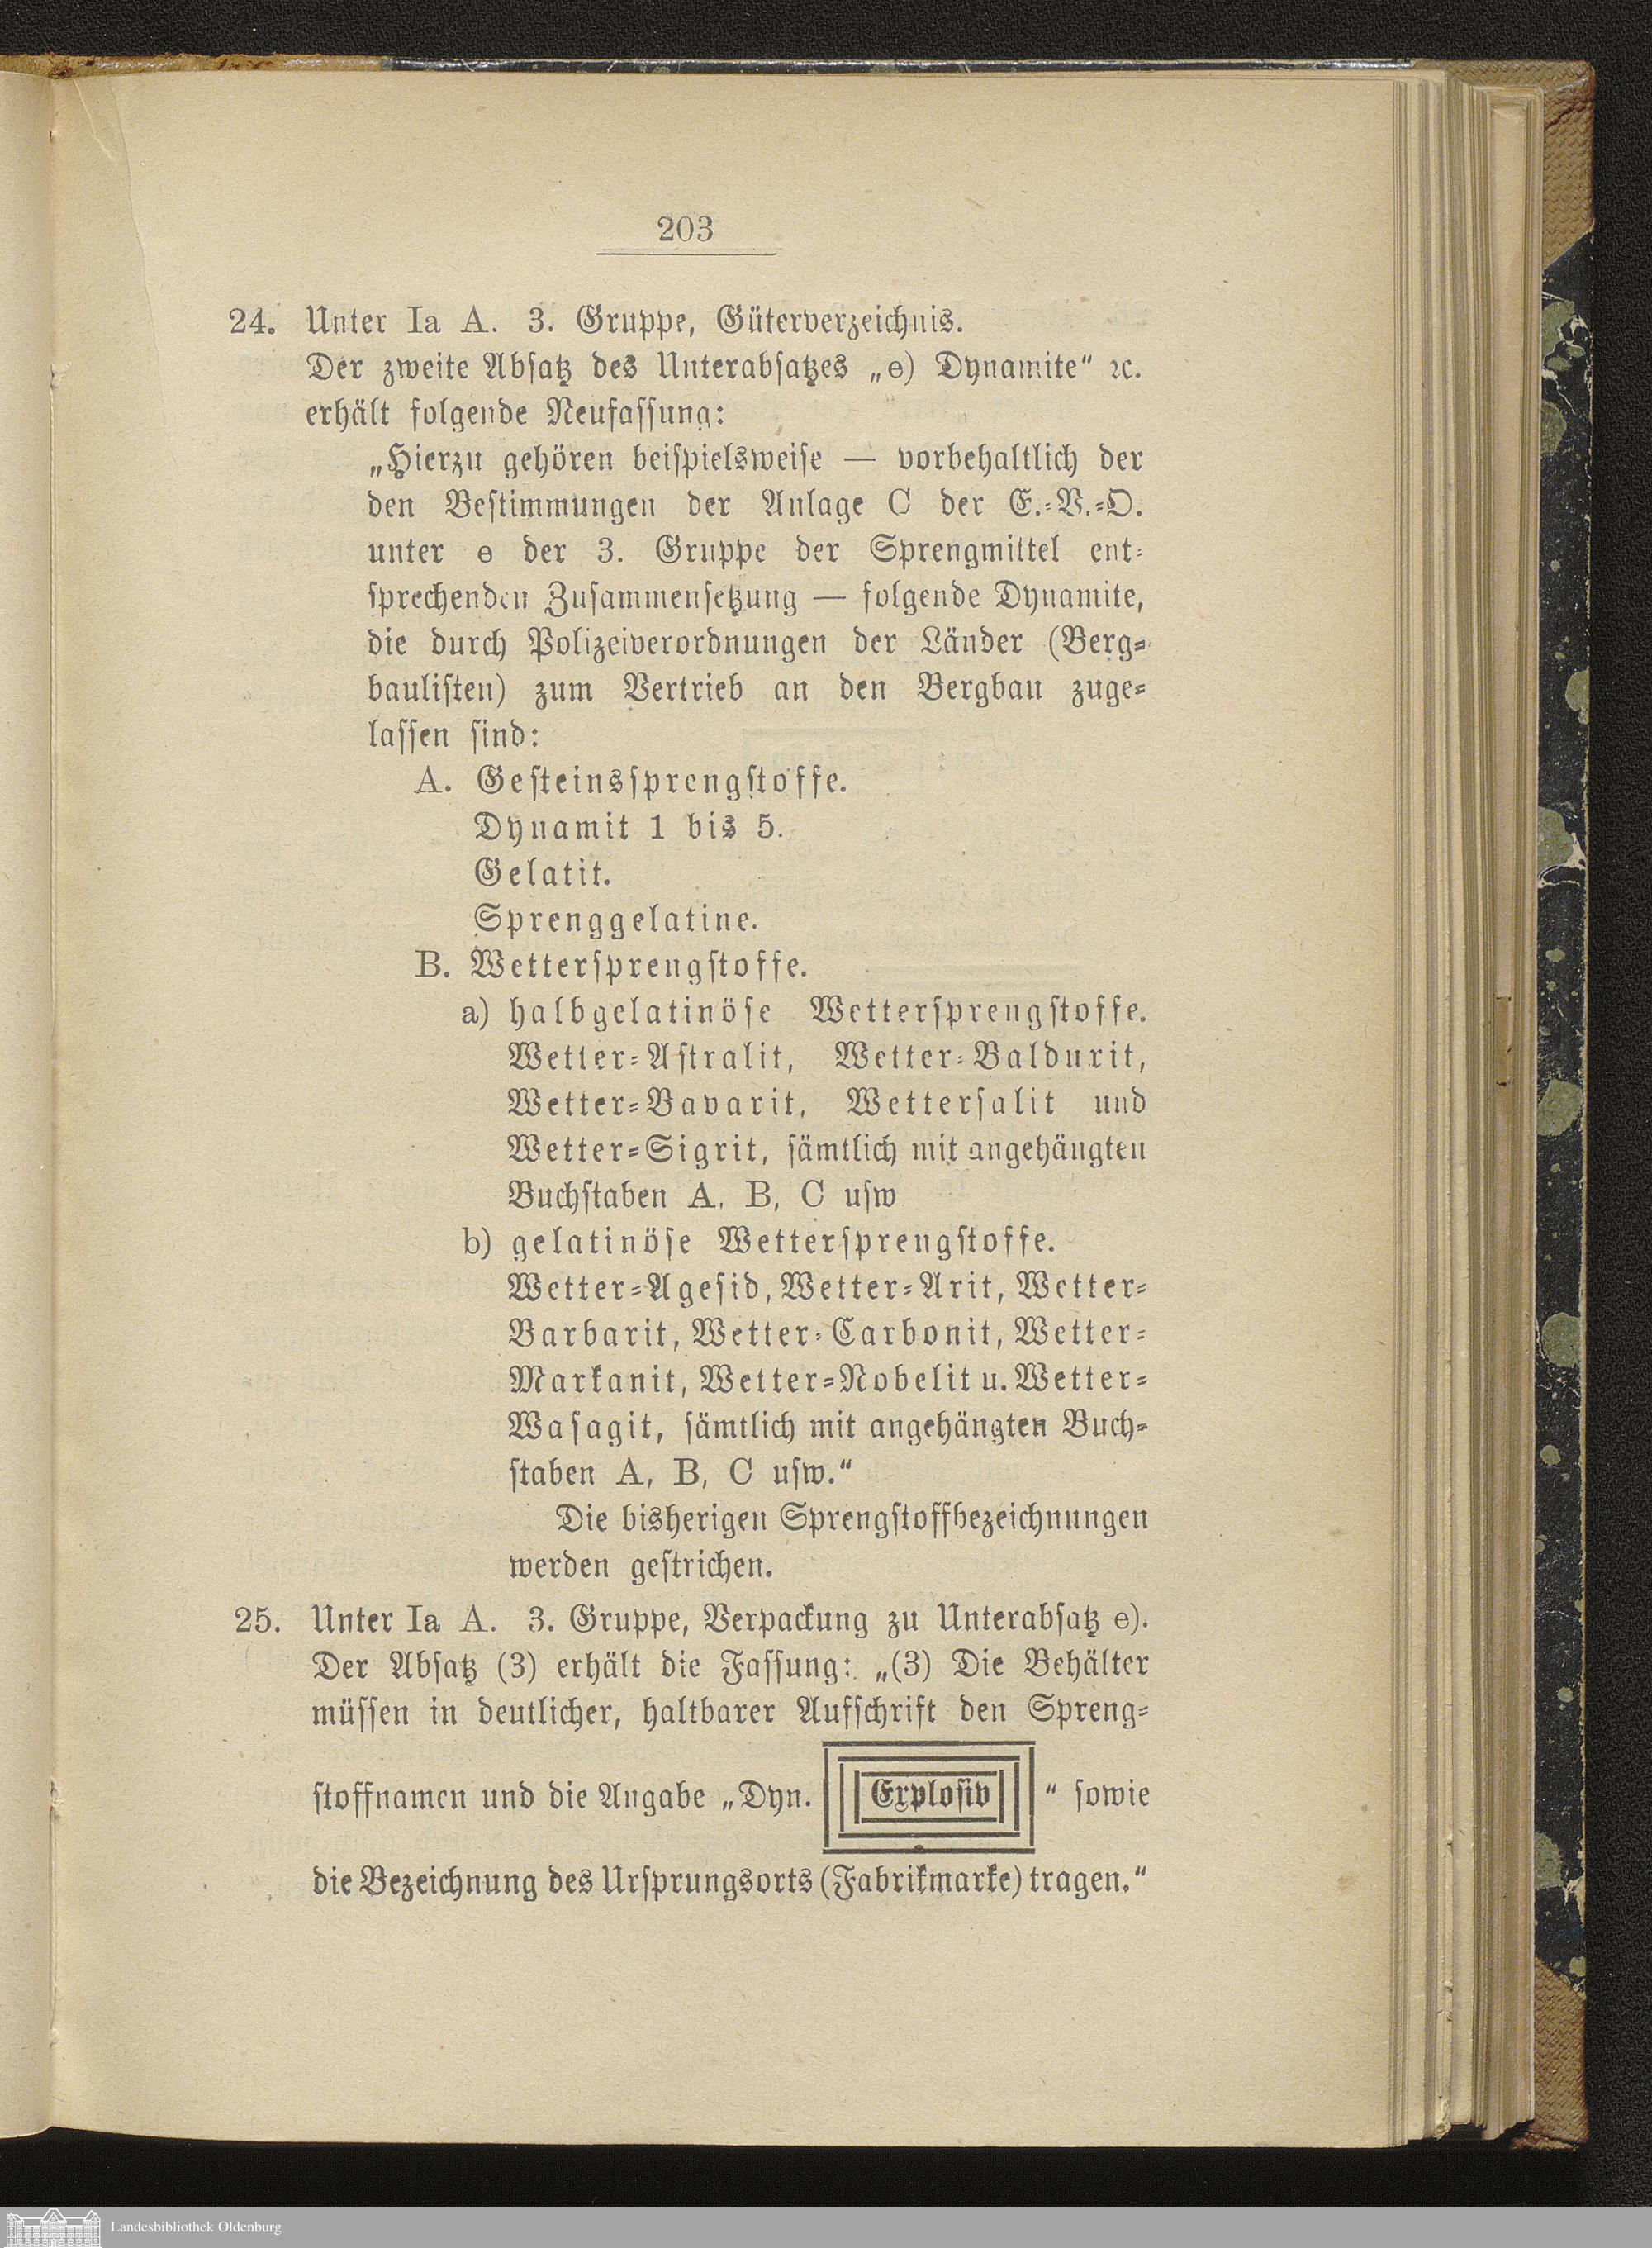 203
24. Unter Ia A. 3. Gruppe, Güterverzeichnis.
Der zweite Absatz des Unterabsatzes „e) Dynamite“ ꝛc.
erhält folgende Neufassung:
„Hierzu gehören beispielsweise — vorbehaltlich der
den Bestimmungen der Anlage C der E.-V.-O.
unter e der 3. Gruppe der Sprengmittel ent-
sprechenden Zusammensetzung — folgende Dynamite,
die durch Polizeiverordnungen der Länder (Berg-
baulisten) zum Vertrieb an den Bergbau zuge-
lassen sind:
A. Gesteinssprengstoffe.
Dynamit 1 bis 5.
Gelatit.
Sprenggelatine.
B. Wettersprengstoffe.
a) halbgelatinöse Wettersprengstoffe.
Wetter-Astralit, Wetter-Baldurit,
Wetter-Bavarit, Wettersalit und
Wetter-Sigrit, sämtlich mit angehängten
Buchstaben A, B, C usw
b) gelatinöse Wettersprengstoffe.
Wetter-Agesid, Wetter-Arit, Wetter-
Barbarit, Wetter-Carbonit, Wetter-
Markanit, Wetter-Nobelit u. Wetter-
Wasagit, sämtlich mit angehängten Buch-
staben A, B, C usw.“
Die bisherigen Sprengstoffbezeichnungen
werden gestrichen.
25. Unter Ia A. 3. Gruppe, Verpackung zu Unterabsatz e).
Der Absatz (3) erhält die Fassung: „(3) Die Behälter
müssen in deutlicher, haltbarer Aufschrift den Spreng-
stoffnamen und die Angabe „Dyn. Explosiv“ sowie
die Bezeichnung des Ursprungsorts (Fabrikmarke) tragen.“
Landesbibliothek Oldenburg